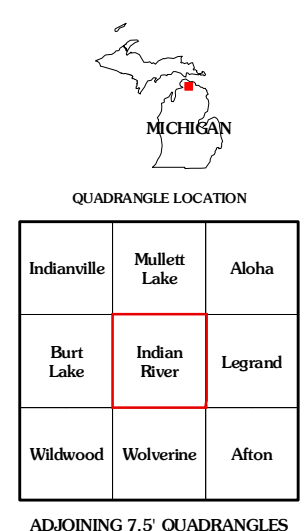 MICHIGAN
QUADRANGLE LOCATION
Indianville
Mullett
Lake
Aloha
Burt
Lake
Indian
River
Legrand
Wildwood
Wolverine
Afton
ADJOINING 7.5' QUADRANGLES